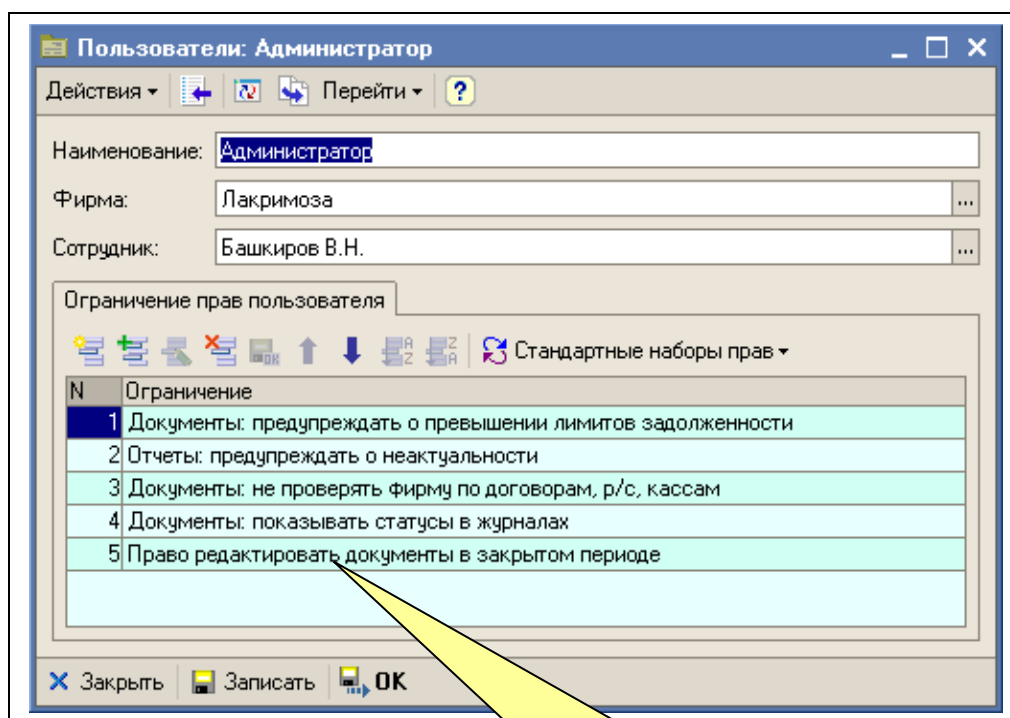 Пользователи: Администратор
Действия Перейти ?
Наименование: Администратор
Фирма: Лакримоза ...
Сотрудник: Башкиров В.Н. ...
Ограничение прав пользователя
Стандартные наборы прав
N Ограничение
1 Документы: предупреждать о превышении лимитов задолженности
2 Отчеты: предупреждать о неактуальности
3 Документы: не проверять фирму по договорам, р/с, кассам
4 Документы: показывать статусы в журналах
5 Право редактировать документы в закрытом периоде
Закрыть Записать OK